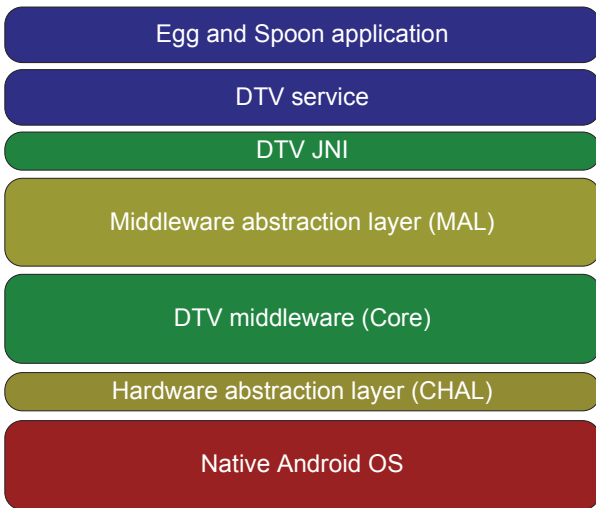 Egg and Spoon application
DTV service
DTV JNI
Middleware abstraction layer (MAL)
DTV middleware (Core)
Hardware abstraction layer (CHAL)
Native Android OS